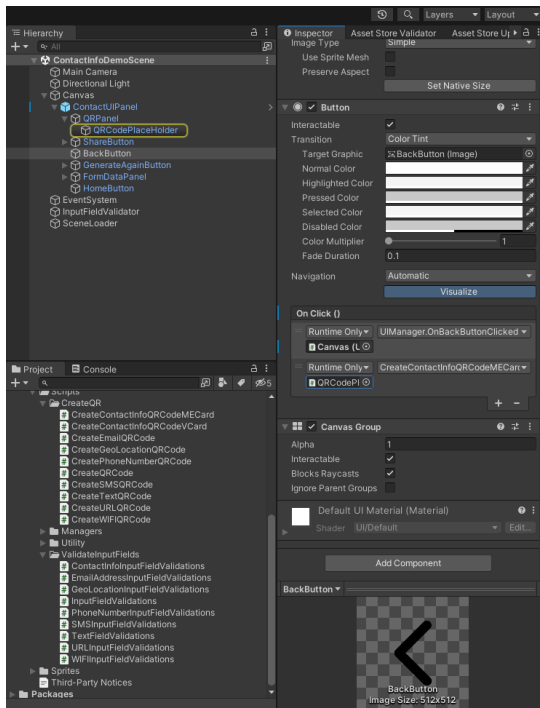 Layers
Layout
Hierarchy
All
ContactInfoDemoScene
Main Camera
Directional Light
Canvas
ContactUIPanel
QRPanel
QRCodePlaceHolder
ShareButton
BackButton
GenerateAgainButton
FormDataPanel
HomeButton
EventSystem
InputFieldValidator
SceneLoader
Project
Console
5
Scripts
CreateQR
CreateContactInfoQRCodeMECard
CreateContactInfoQRCodeVCard
CreateEmailQRCode
CreateGeoLocationQRCode
CreatePhoneNumberQRCode
CreateQRCode
CreateSMSQRCode
CreateTextQRCode
CreateURLQRCode
CreateWIFIQRCode
Managers
Utility
ValidateInputFields
ContactInfoInputFieldValidations
EmailAddressInputFieldValidations
GeoLocationInputFieldValidations
InputFieldValidations
PhoneNumberInputFieldValidations
SMSInputFieldValidations
TextFieldValidations
URLInputFieldValidations
WIFIInputFieldValidations
Sprites
Third-Party Notices
Packages
Inspector
Asset Store Validator
Asset Store U
Image Type
Simple
Use Sprite Mesh
Preserve Aspect
Set Native Size
Button
Interactable
Transition
Color Tint
Target Graphic
BackButton (Image)
Normal Color
Highlighted Color
Pressed Color
Selected Color
Disabled Color
Color Multiplier
1
Fade Duration
0.1
Navigation
Automatic
Visualize
On Click ()
Runtime Only
UIManager.OnBackButtonClicked
Canvas (L
Runtime Only
CreateContactInfoQRCodeMECar
QRCodePl
+ -
Canvas Group
Alpha
1
Interactable
Blocks Raycasts
Ignore Parent Groups
Default UI Material (Material)
Shader
UI/Default
Edit...
Add Component
BackButton
BackButton
Image Size: 512x512